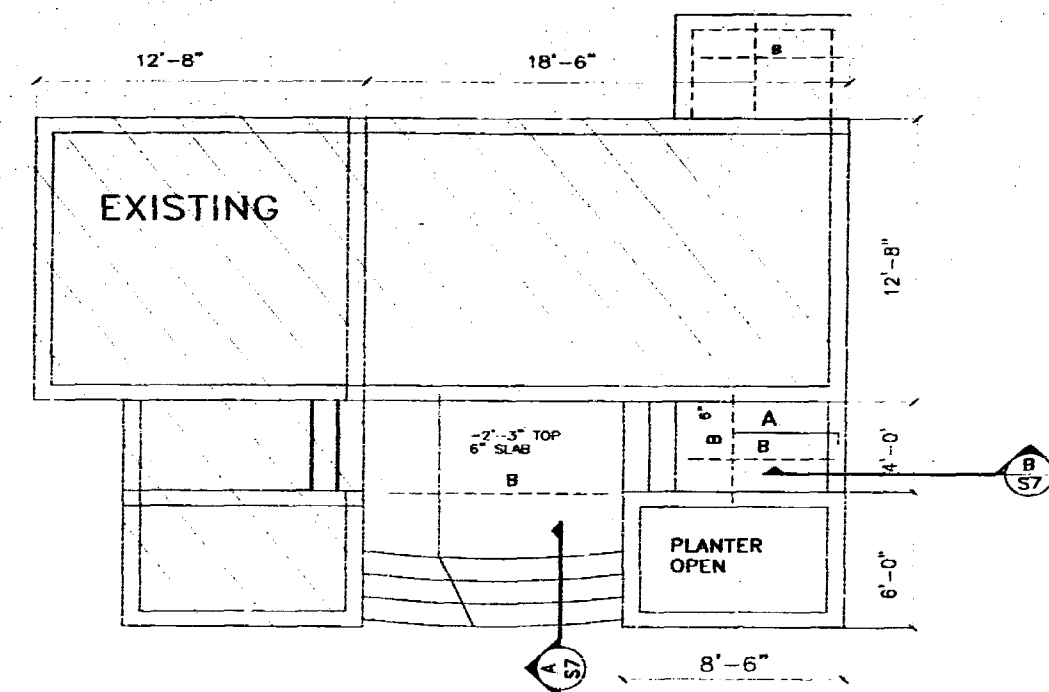 12'-8"
18'-6"
B
EXISTING
12'-8"
-2'-3" TOP
6" SLAB
B
6"
B
A
B
4'-0"
B
S7
PLANTER
OPEN
6'-0"
A
S7
8'-6"